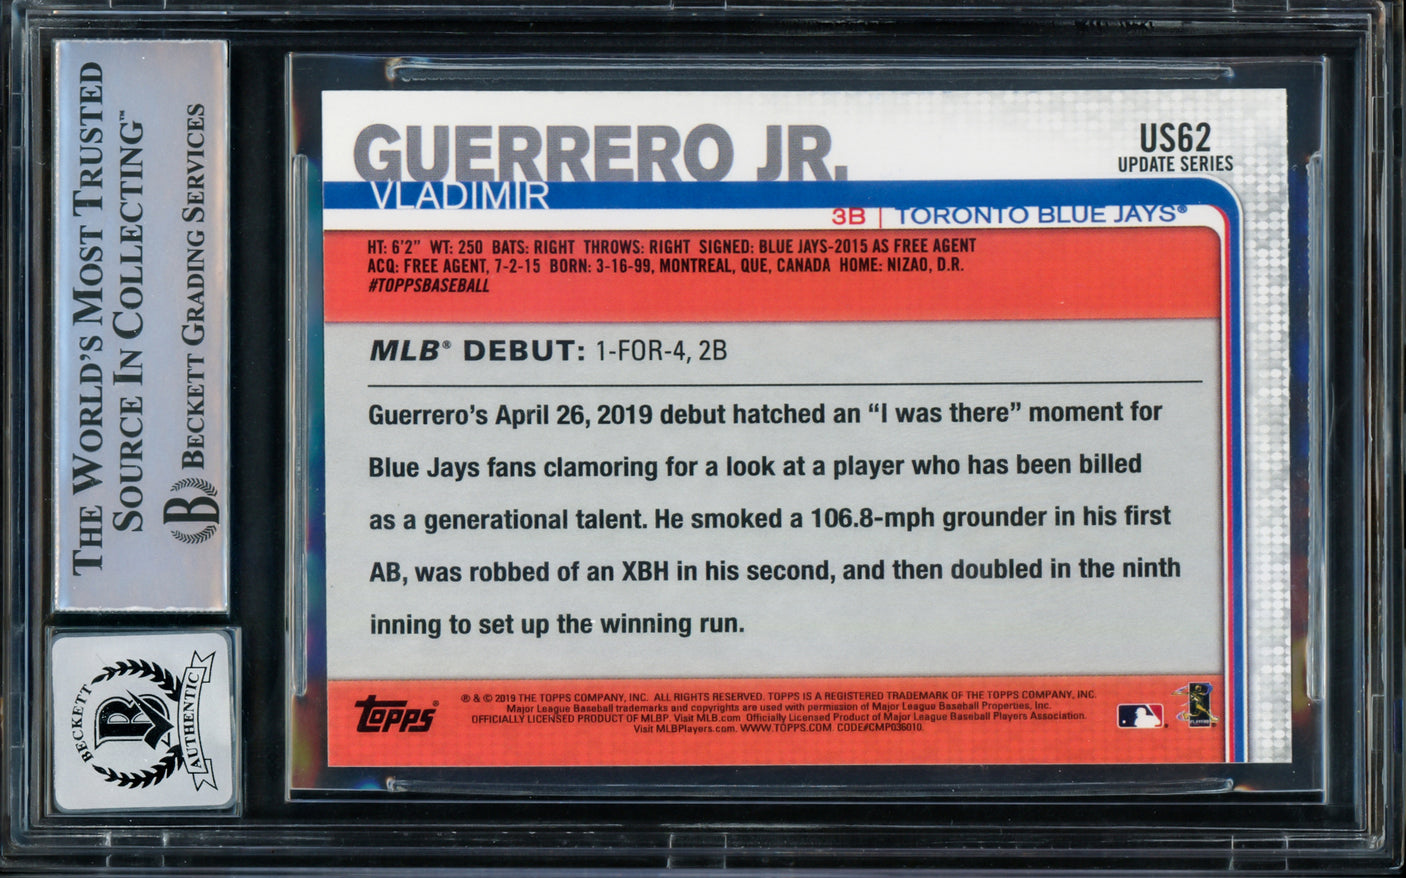 THE WORLD'S MOST TRUSTED
SOURCE IN COLLECTING™
BECKETT GRADING SERVICES
B
BECKETT
AUTHENTIC
GUERRERO JR.
VLADIMIR
US62
UPDATE SERIES
3B | TORONTO BLUE JAYS®
HT: 6'2" WT: 250 BATS: RIGHT THROWS: RIGHT SIGNED: BLUE JAYS-2015 AS FREE AGENT
ACQ: FREE AGENT, 7-2-15 BORN: 3-16-99, MONTREAL, QUE, CANADA HOME: NIZAO, D.R.
#TOPPSBASEBALL
MLB® DEBUT: 1-FOR-4, 2B
Guerrero's April 26, 2019 debut hatched an “I was there” moment for
Blue Jays fans clamoring for a look at a player who has been billed
as a generational talent. He smoked a 106.8-mph grounder in his first
AB, was robbed of an XBH in his second, and then doubled in the ninth
inning to set up the winning run.
TOPPS®
® & © 2019 THE TOPPS COMPANY, INC. ALL RIGHTS RESERVED. TOPPS IS A REGISTERED TRADEMARK OF THE TOPPS COMPANY, INC.
Major League Baseball trademarks and copyrights are used with permission of Major League Baseball Properties, Inc.
OFFICIALLY LICENSED PRODUCT OF MLBP. Visit MLB.com Officially Licensed Product of Major League Baseball Players Association.
Visit MLBPlayers.com. WWW.TOPPS.COM. CODE#CMP036010.